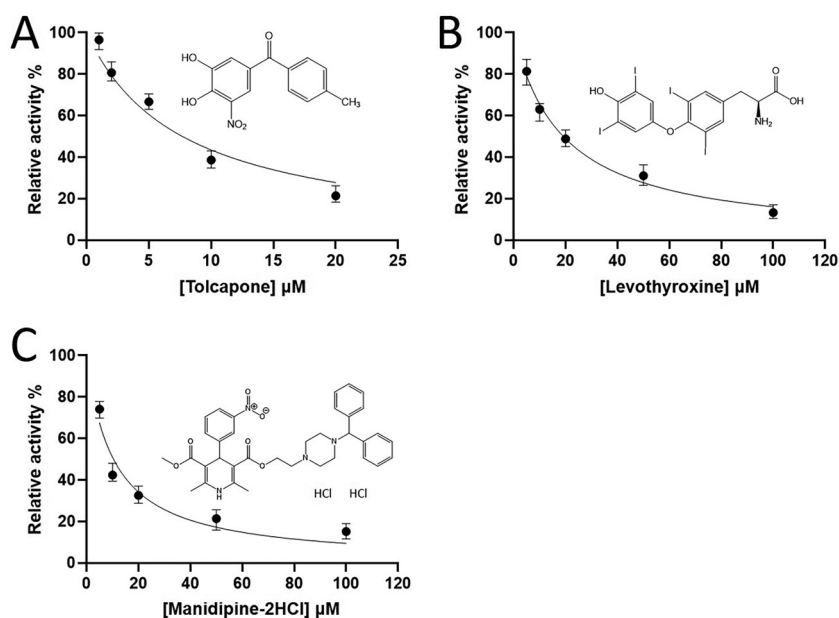 A
Relative activity %
100
80
60
40
20
0
0
5
10
15
20
25
[Tolcapone] µM
O
HO
HO
NO₂
CH₃
B
Relative activity %
100
80
60
40
20
0
0
20
40
60
80
100
120
[Levothyroxine] µM
I
HO
I
O
I
I
O
OH
NH₂
C
Relative activity %
100
80
60
40
20
0
0
20
40
60
80
100
120
[Manidipine-2HCl] µM
O
N⊕
O⊖
O
O
O
O
N
H
N
N
HCl
HCl